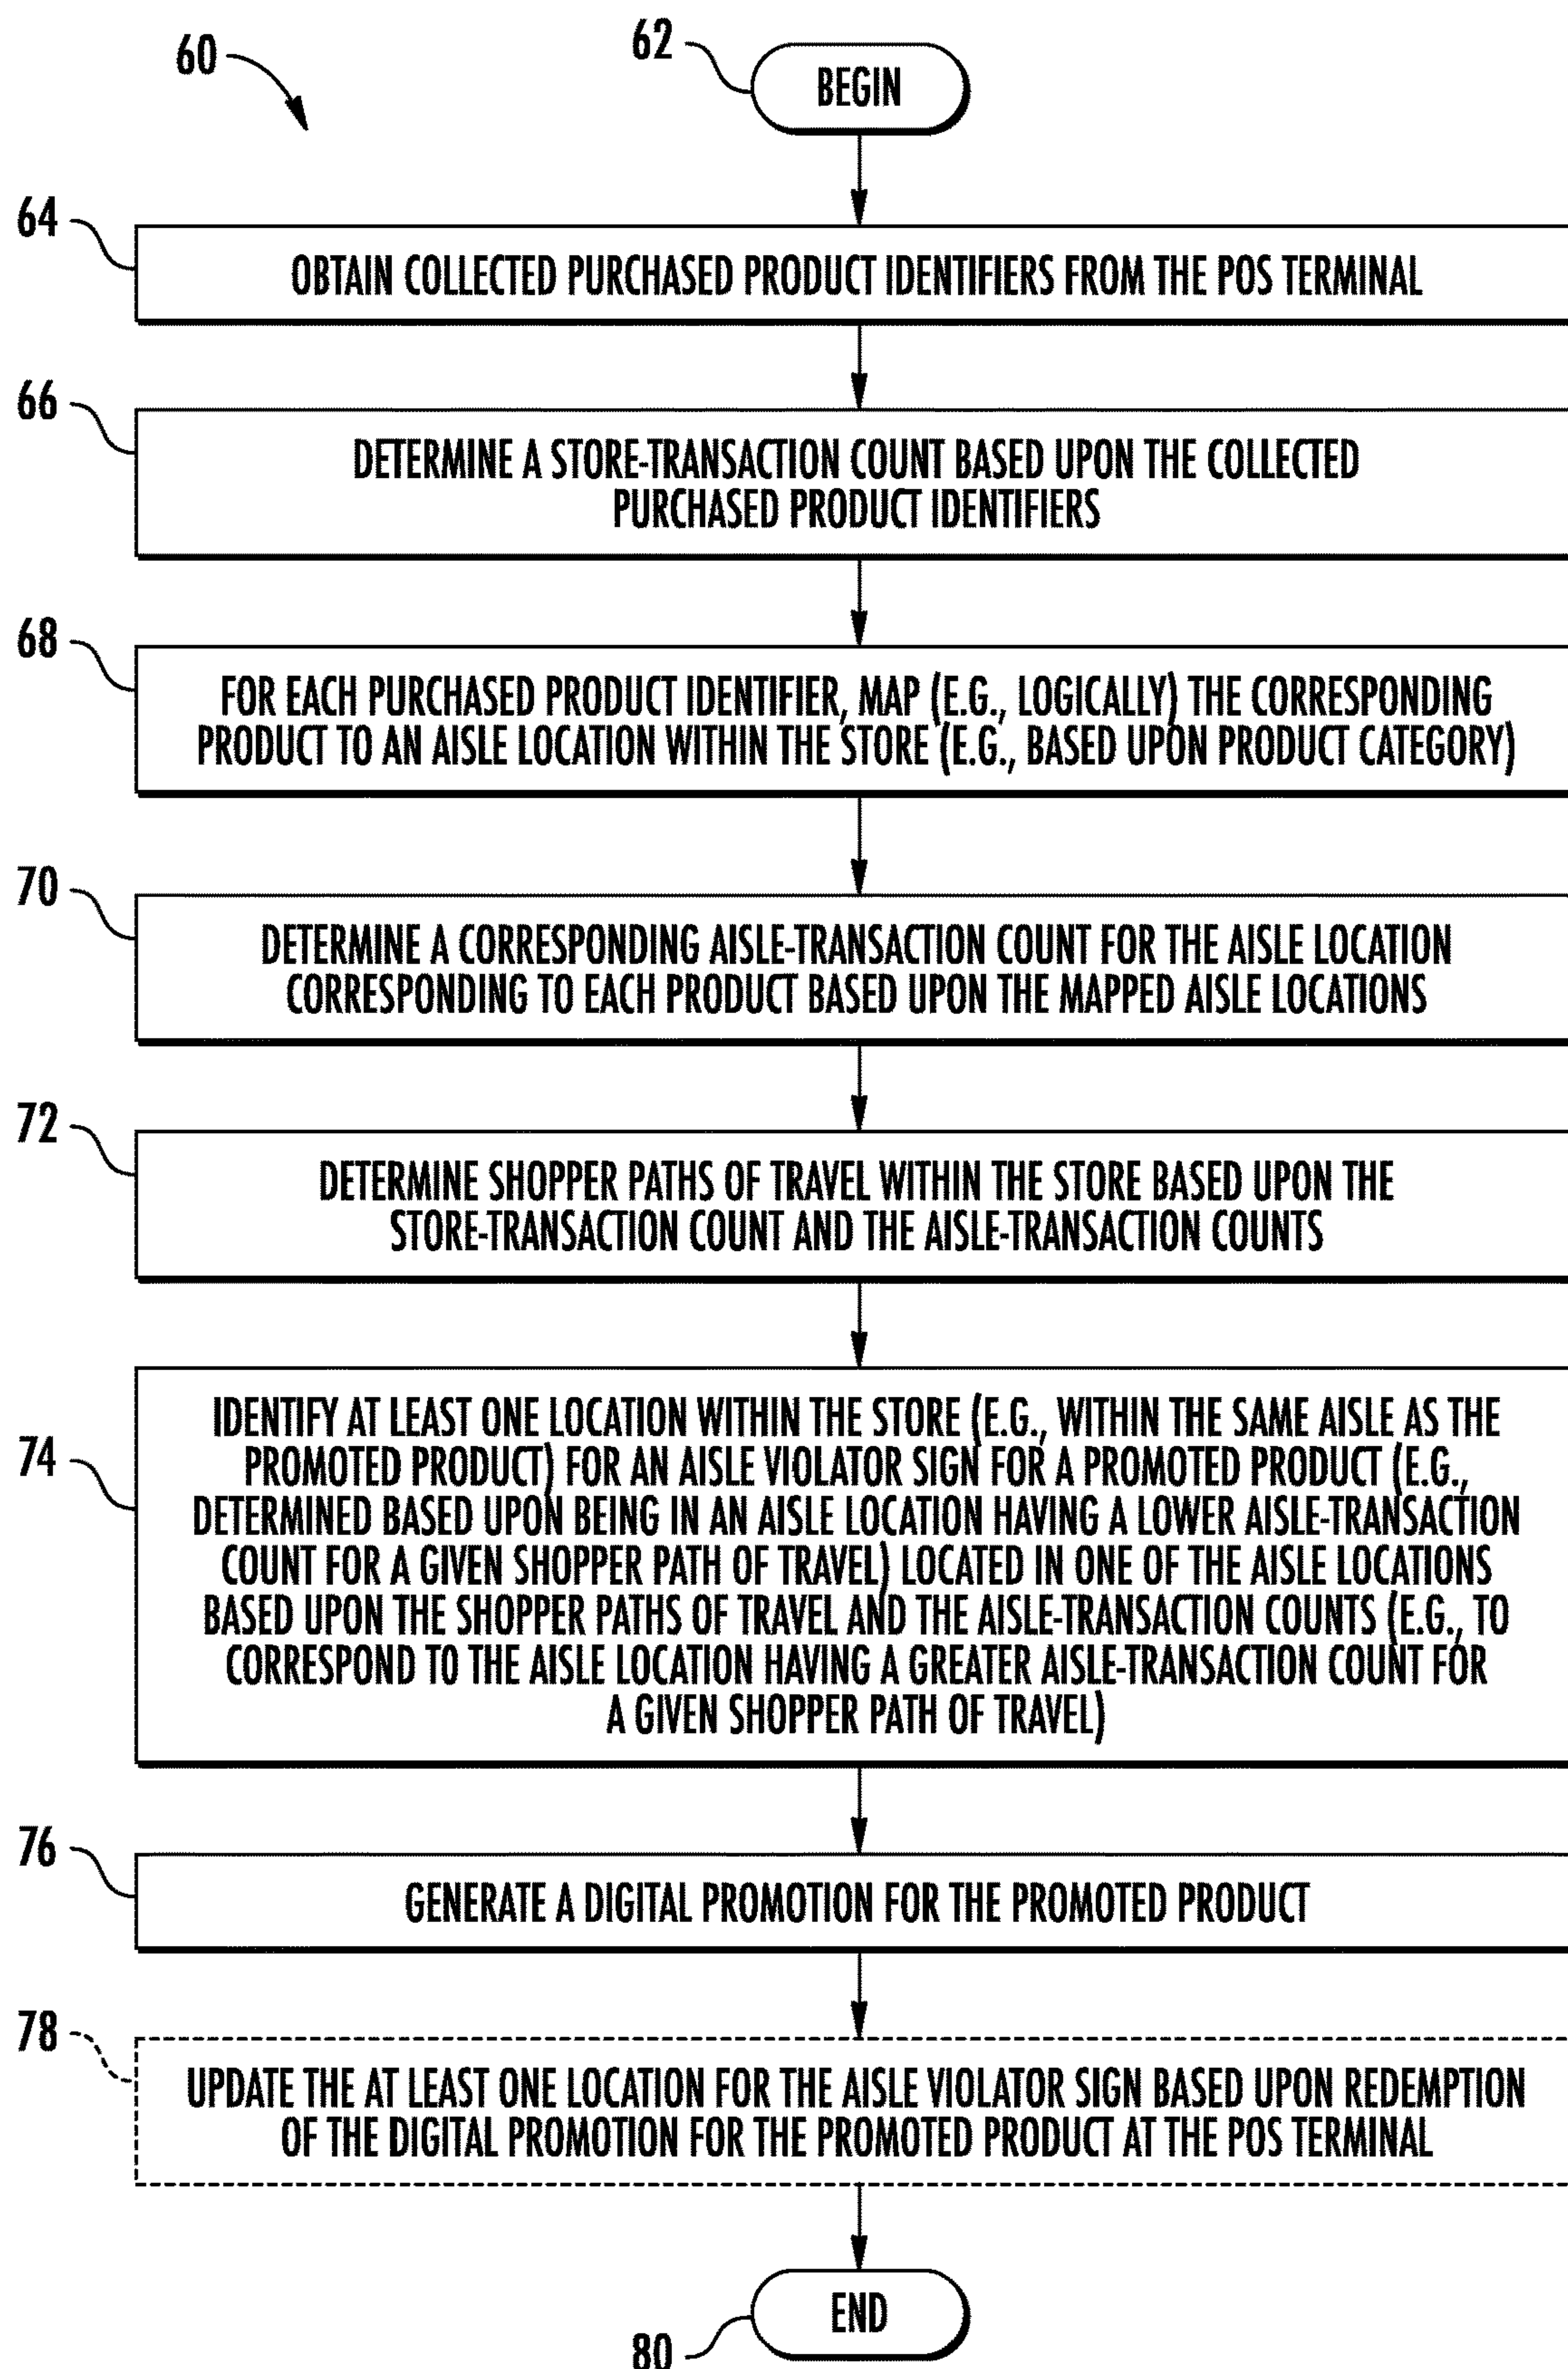 60
62
BEGIN
64
OBTAIN COLLECTED PURCHASED PRODUCT IDENTIFIERS FROM THE POS TERMINAL
66
DETERMINE A STORE-TRANSACTION COUNT BASED UPON THE COLLECTED
PURCHASED PRODUCT IDENTIFIERS
68
FOR EACH PURCHASED PRODUCT IDENTIFIER, MAP (E.G., LOGICALLY) THE CORRESPONDING
PRODUCT TO AN AISLE LOCATION WITHIN THE STORE (E.G., BASED UPON PRODUCT CATEGORY)
70
DETERMINE A CORRESPONDING AISLE-TRANSACTION COUNT FOR THE AISLE LOCATION
CORRESPONDING TO EACH PRODUCT BASED UPON THE MAPPED AISLE LOCATIONS
72
DETERMINE SHOPPER PATHS OF TRAVEL WITHIN THE STORE BASED UPON THE
STORE-TRANSACTION COUNT AND THE AISLE-TRANSACTION COUNTS
74
IDENTIFY AT LEAST ONE LOCATION WITHIN THE STORE (E.G., WITHIN THE SAME AISLE AS THE
PROMOTED PRODUCT) FOR AN AISLE VIOLATOR SIGN FOR A PROMOTED PRODUCT (E.G.,
DETERMINED BASED UPON BEING IN AN AISLE LOCATION HAVING A LOWER AISLE-TRANSACTION
COUNT FOR A GIVEN SHOPPER PATH OF TRAVEL) LOCATED IN ONE OF THE AISLE LOCATIONS
BASED UPON THE SHOPPER PATHS OF TRAVEL AND THE AISLE-TRANSACTION COUNTS (E.G., TO
CORRESPOND TO THE AISLE LOCATION HAVING A GREATER AISLE-TRANSACTION COUNT FOR
A GIVEN SHOPPER PATH OF TRAVEL)
76
GENERATE A DIGITAL PROMOTION FOR THE PROMOTED PRODUCT
78
UPDATE THE AT LEAST ONE LOCATION FOR THE AISLE VIOLATOR SIGN BASED UPON REDEMPTION
OF THE DIGITAL PROMOTION FOR THE PROMOTED PRODUCT AT THE POS TERMINAL
END
80